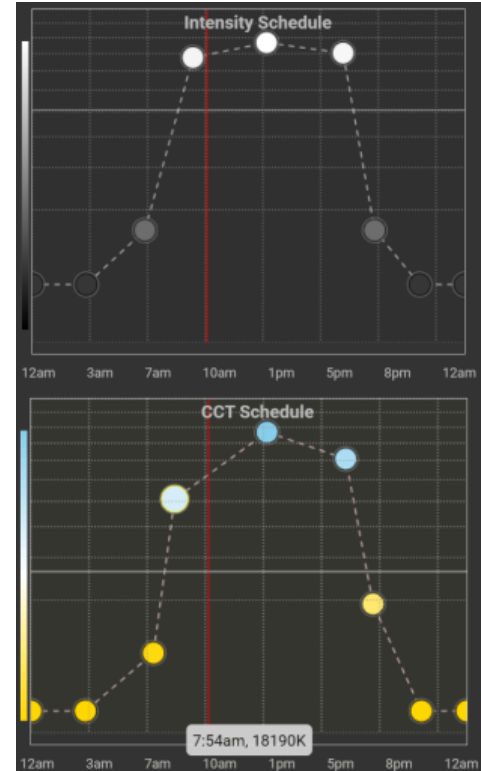 Intensity Schedule
12am 3am 7am 10am 1pm 5pm 8pm 12am
CCT Schedule
7:54am, 18190K
12am 3am 7am 10am 1pm 5pm 8pm 12am